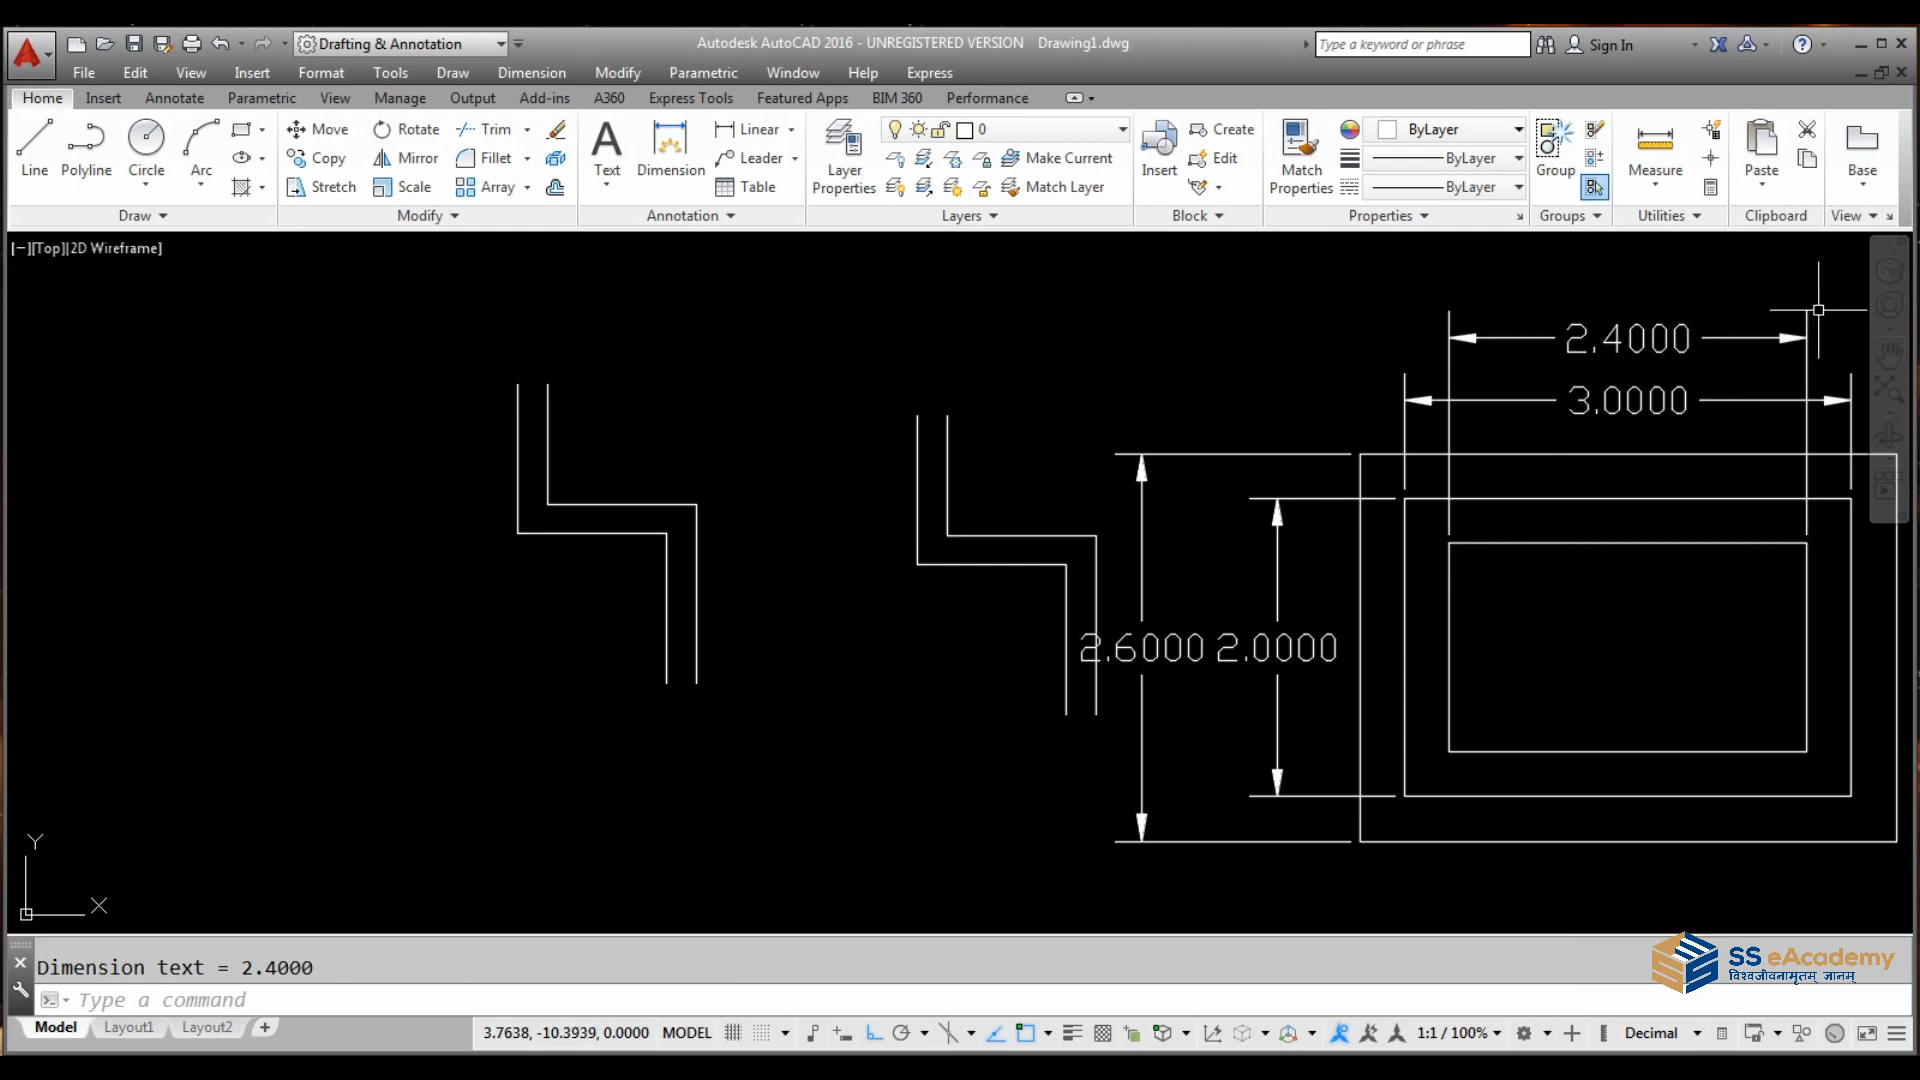 Drafting & Annotation Autodesk AutoCAD 2016 - UNREGISTERED VERSION Drawing1.dwg Type a keyword or phrase Sign In
File Edit View Insert Format Tools Draw Dimension Modify Parametric Window Help Express
Home Insert Annotate Parametric View Manage Output Add-ins A360 Express Tools Featured Apps BIM 360 Performance
Move Rotate Trim Linear 0 Create ByLayer
Line Polyline Circle Arc Copy Mirror Fillet Text Dimension Leader Layer Properties Make Current Insert Edit Match Properties ByLayer Group Measure Paste Base
Stretch Scale Array Table Match Layer ByLayer
Draw Modify Annotation Layers Block Properties Groups Utilities Clipboard View
[−][Top][2D Wireframe]
2.4000
3.0000
2.6000 2.0000
Y
X
Dimension text = 2.4000
SS eAcademy
विश्वजीवनामृतम् ज्ञानम्
Type a command
Model Layout1 Layout2 +
3.7638, -10.3939, 0.0000 MODEL 1:1 / 100% Decimal